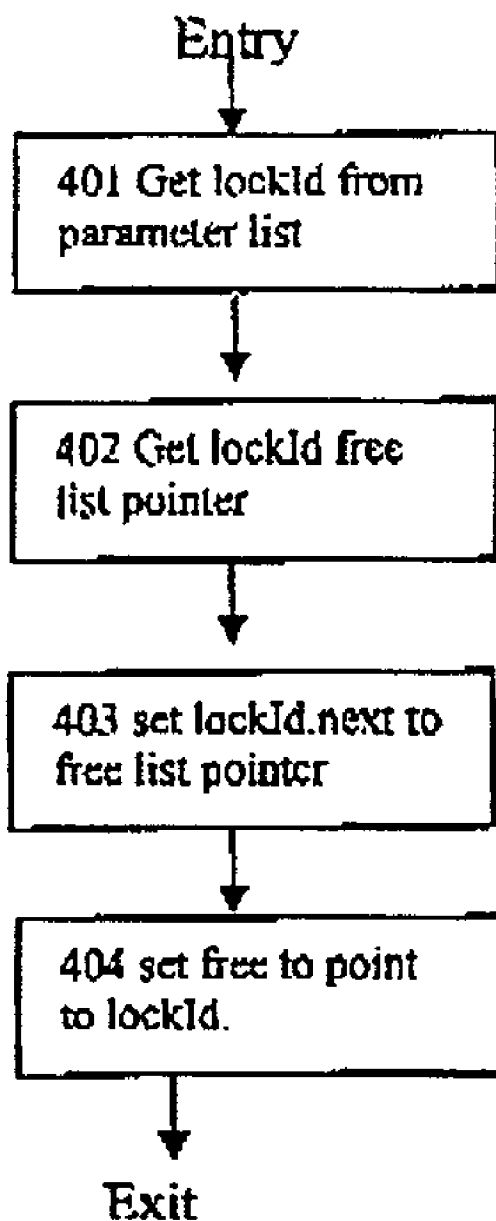 Entry
401 Get lockId from
parameter list
402 Get lockId free
list pointer
403 set lockId.next to
free list pointer
404 set free to point
to lockId.
Exit